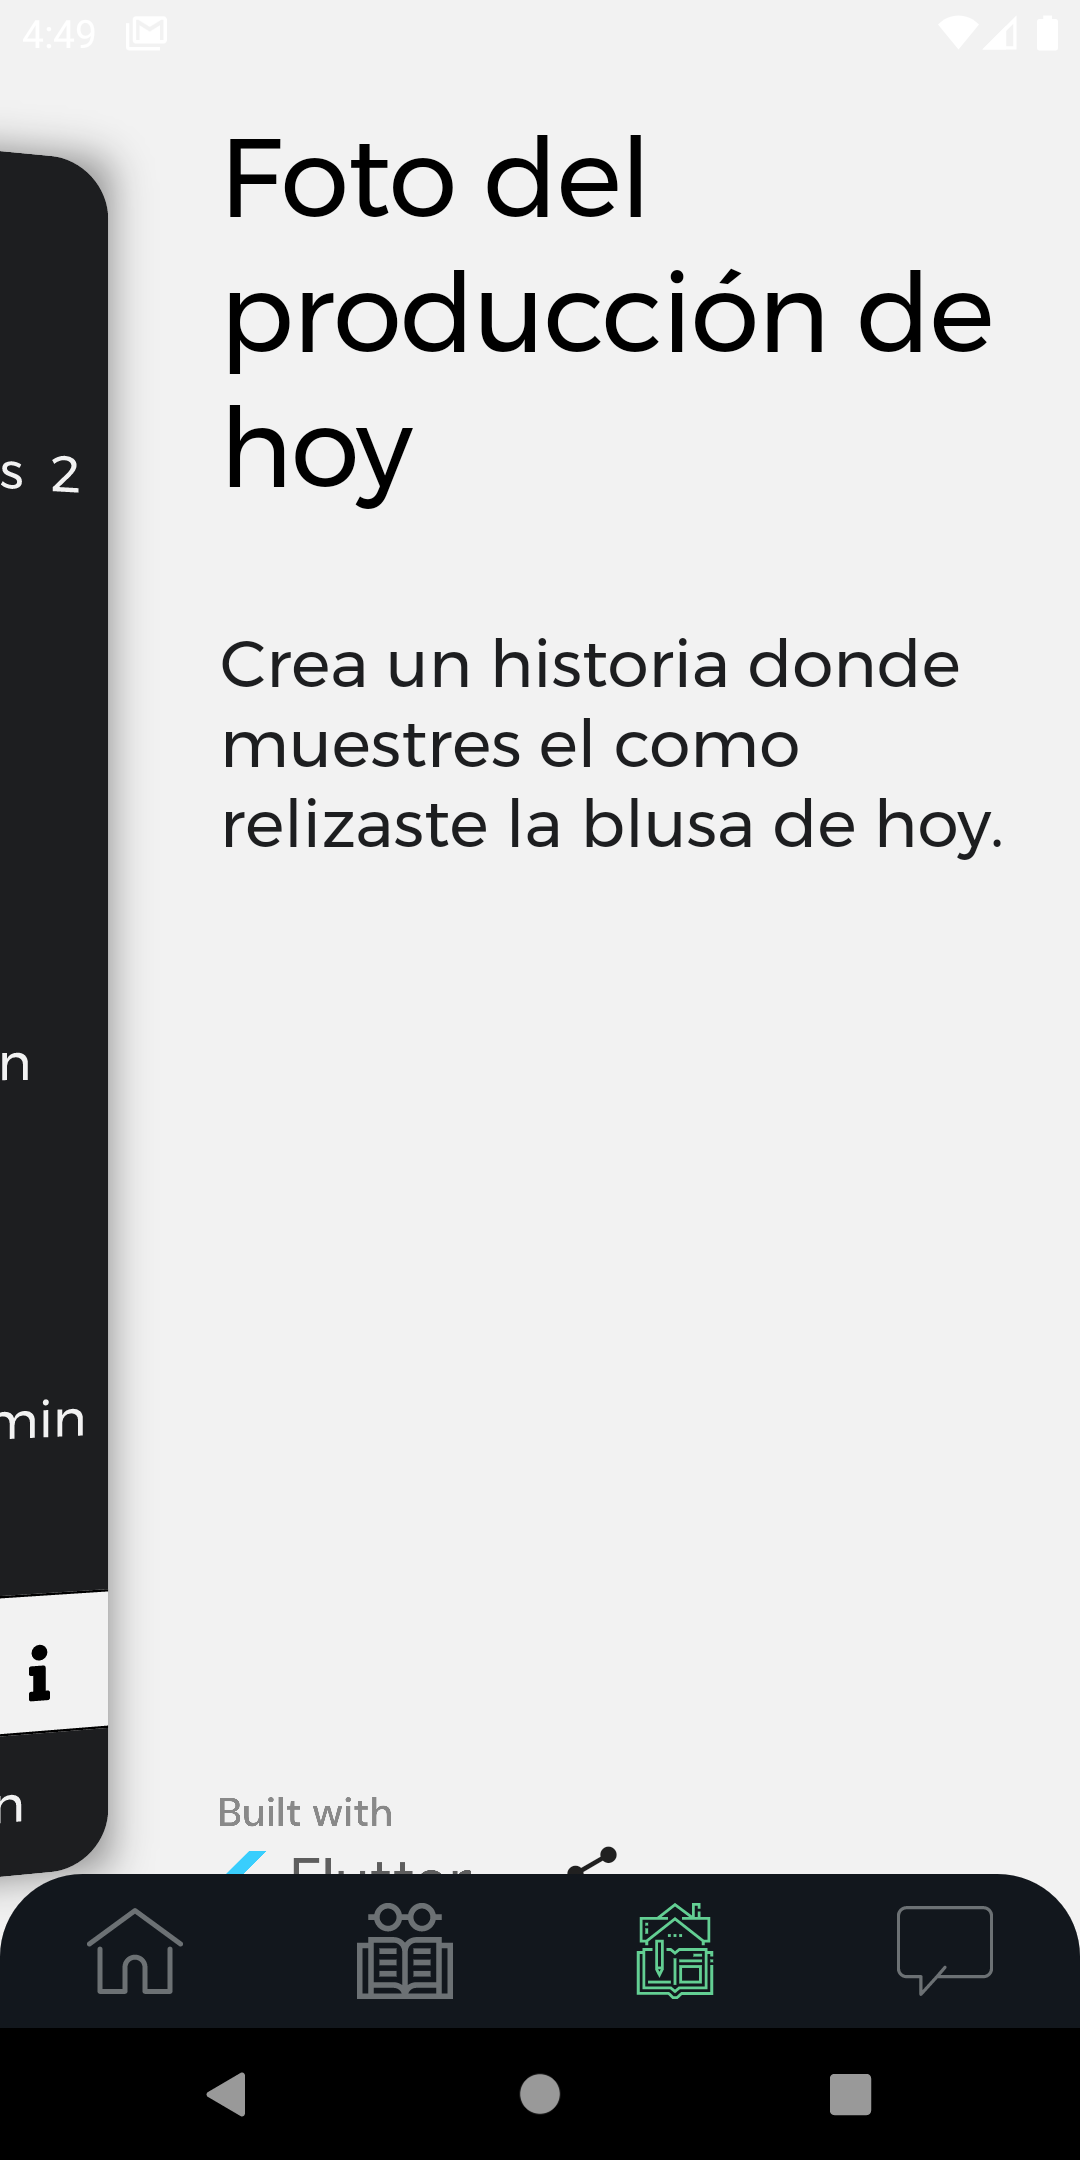 4:49
Foto del
producción de
hoy
s 2
Crea un historia donde
muestres el como
relizaste la blusa de hoy.
n
min
n
Built with
Flutter